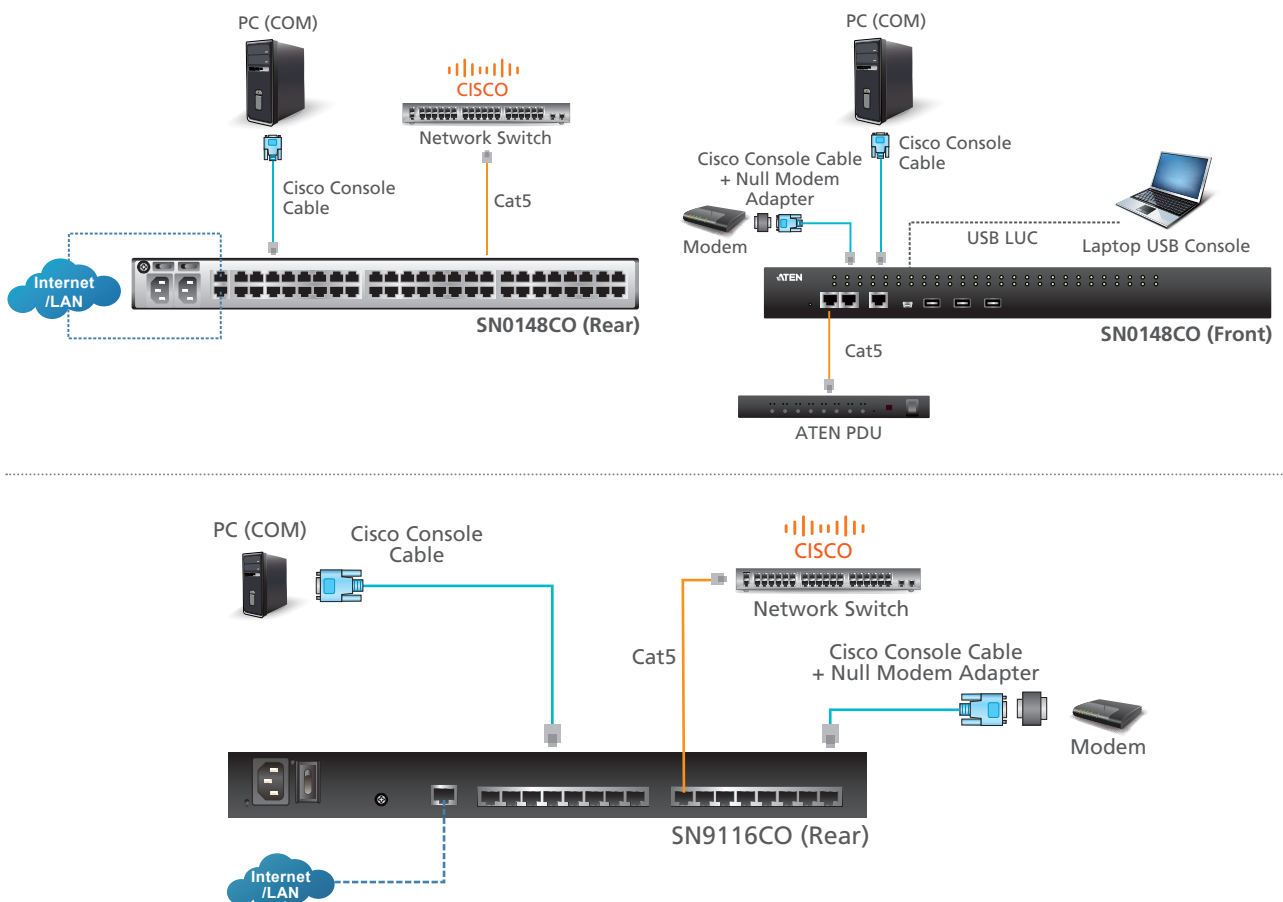 PC (COM)
CISCO
Network Switch
Cisco Console
Cable
Cat5
Internet
/LAN
SN0148CO (Rear)
PC (COM)
Cisco Console
Cable
Cisco Console Cable
+ Null Modem
Adapter
Modem
USB LUC
Laptop USB Console
ATEN
SN0148CO (Front)
Cat5
ATEN PDU
PC (COM)
Cisco Console
Cable
CISCO
Network Switch
Cat5
Cisco Console Cable
+ Null Modem Adapter
Modem
SN9116CO (Rear)
Internet
/LAN